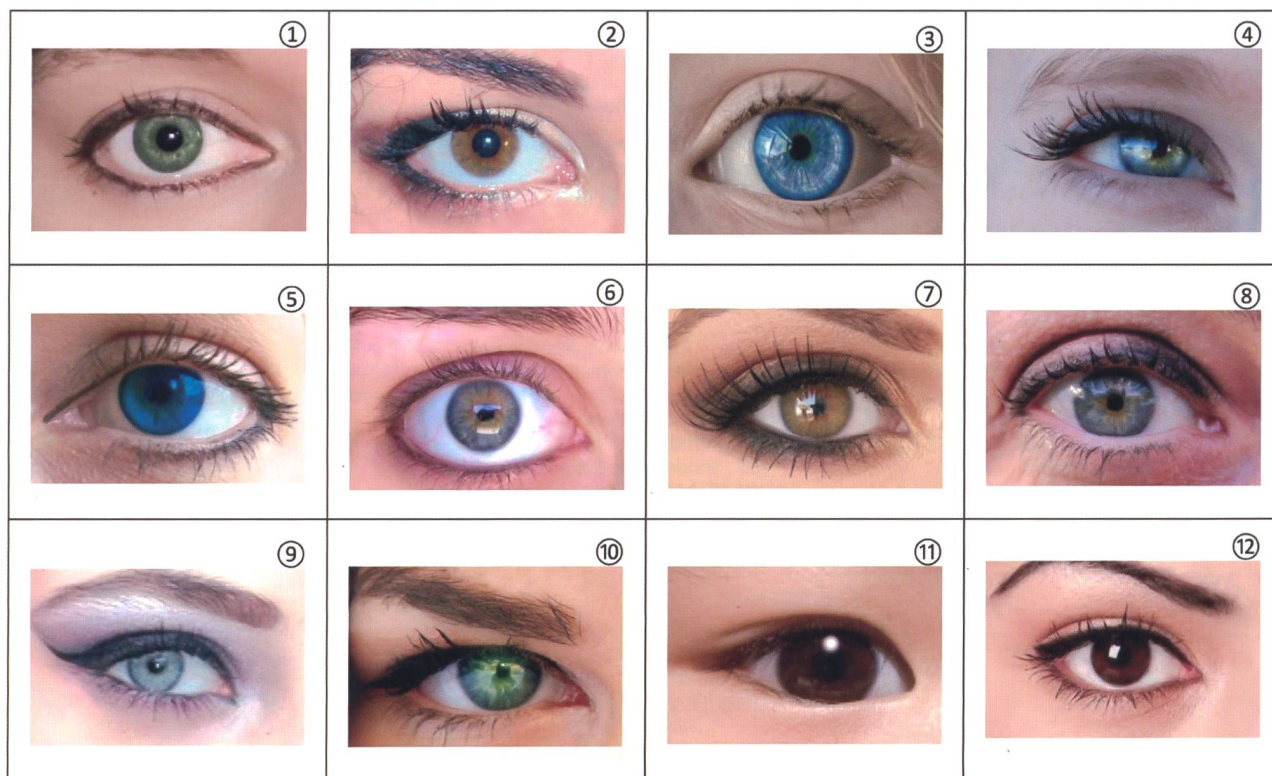 ① ② ③ ④
⑤ ⑥ ⑦ ⑧
⑨ ⑩ ⑪ ⑫